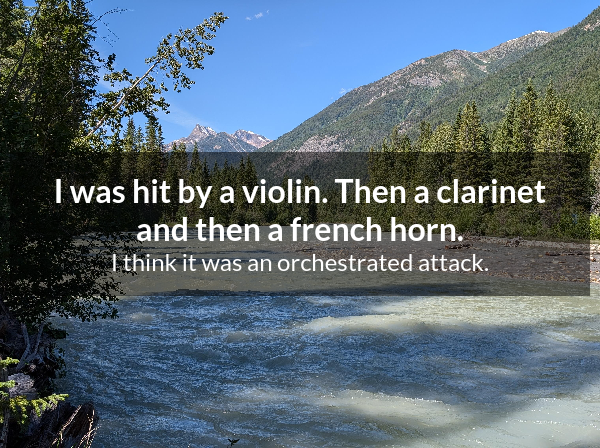 I was hit by a violin. Then a clarinet
and then a french horn.
I think it was an orchestrated attack.